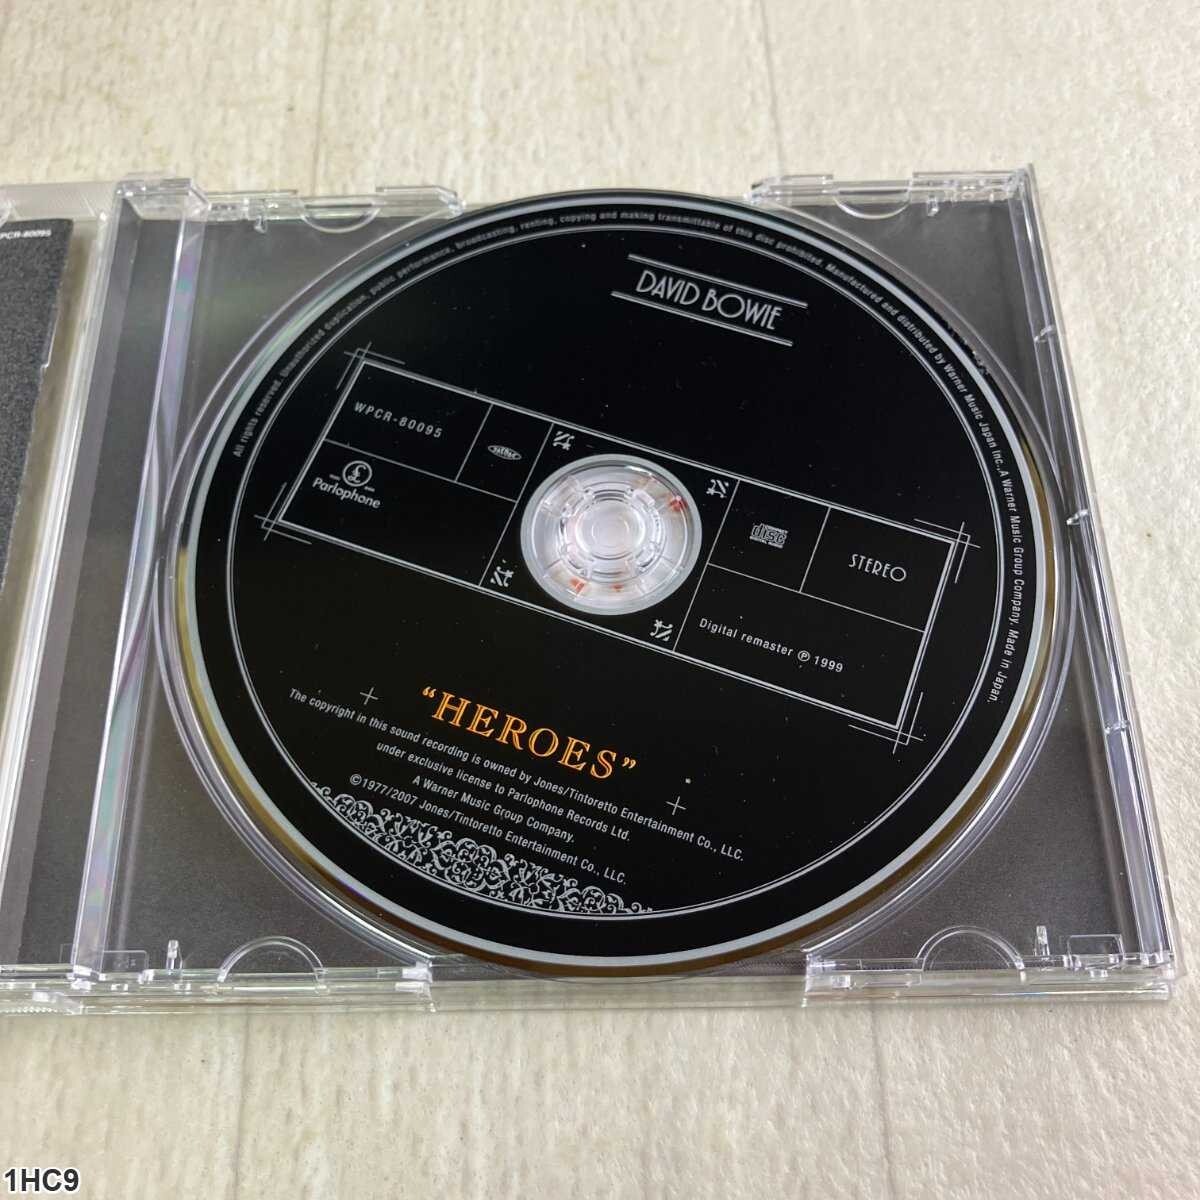 PCR-80095
All rights reserved. Unauthorized duplication, public performance, broadcasting, renting, copying and making transmittable of this disc prohibited. Manufactured and distributed by Warner Music Japan Inc., A Warner Music Group Company. Made in Japan.
DAVID BOWIE
WPCR-80095
Parlophone
disc
STEREO
Digital remaster ℗ 1999
“HEROES”
The copyright in this sound recording is owned by Jones/Tintoretto Entertainment Co., LLC.
under exclusive license to Parlophone Records Ltd.
A Warner Music Group Company.
©1977/2007 Jones/Tintoretto Entertainment Co., LLC.
1HC9